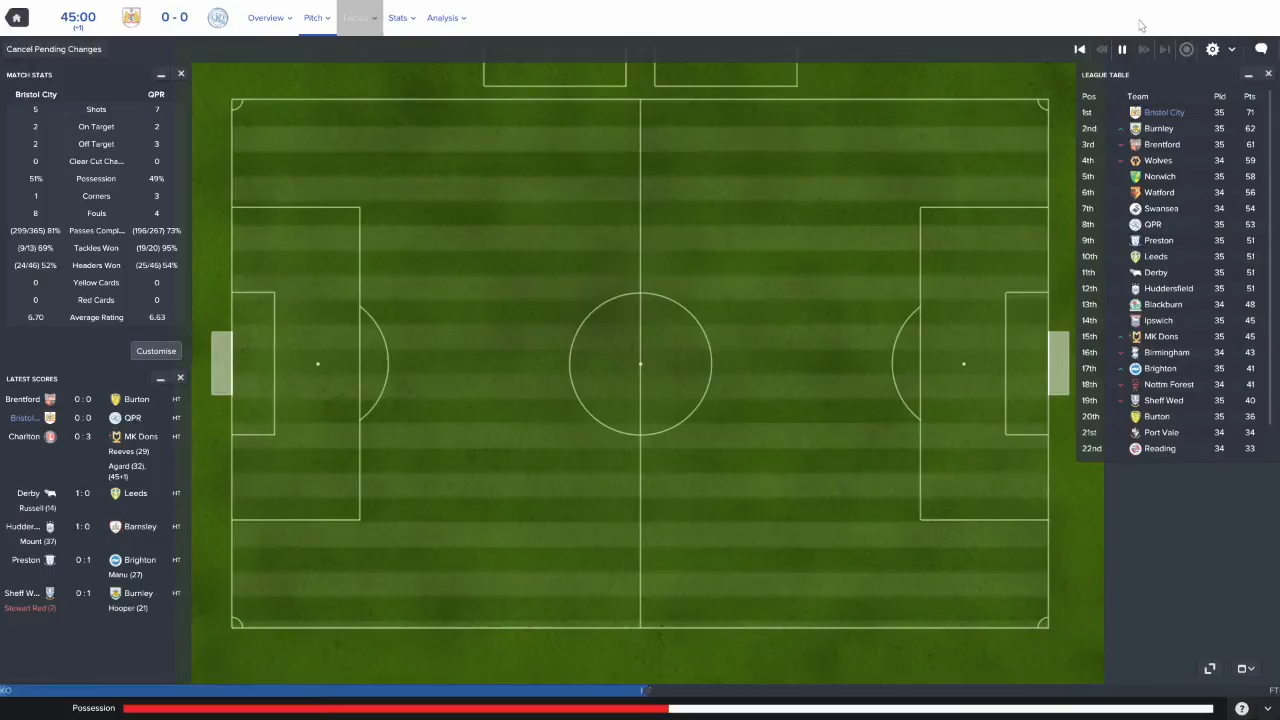 45:00
(+1)
0 - 0
Overview
Pitch
Tactics
Stats
Analysis
Cancel Pending Changes
MATCH STATS
Bristol City QPR
5 Shots 7
2 On Target 2
2 Off Target 3
0 Clear Cut Cha... 0
51% Possession 49%
1 Corners 3
8 Fouls 4
(299/365) 81% Passes Compl... (196/267) 73%
(9/13) 69% Tackles Won (19/20) 95%
(24/46) 52% Headers Won (25/46) 54%
0 Yellow Cards 0
0 Red Cards 0
6.70 Average Rating 6.63
Customise
LATEST SCORES
Brentford 0 : 0 Burton HT
Bristol... 0 : 0 QPR HT
Charlton 0 : 3 MK Dons HT
Reeves (29)
Agard (32),
(45+1)
Derby 1 : 0 Leeds HT
Russell (14)
Hudder... 1 : 0 Barnsley HT
Mount (37)
Preston 0 : 1 Brighton HT
Manu (27)
Sheff W... 0 : 1 Burnley HT
Stewart Red (7) Hooper (21)
LEAGUE TABLE
Pos Team Pld Pts
1st Bristol City 35 71
2nd Burnley 35 62
3rd Brentford 35 61
4th Wolves 34 59
5th Norwich 35 58
6th Watford 34 56
7th Swansea 34 54
8th QPR 35 53
9th Preston 35 51
10th Leeds 35 51
11th Derby 35 51
12th Huddersfield 35 51
13th Blackburn 34 48
14th Ipswich 35 45
15th MK Dons 35 45
16th Birmingham 34 43
17th Brighton 35 41
18th Nottm Forest 34 41
19th Sheff Wed 35 40
20th Burton 35 36
21st Port Vale 34 34
22nd Reading 34 33
KO FT
Possession